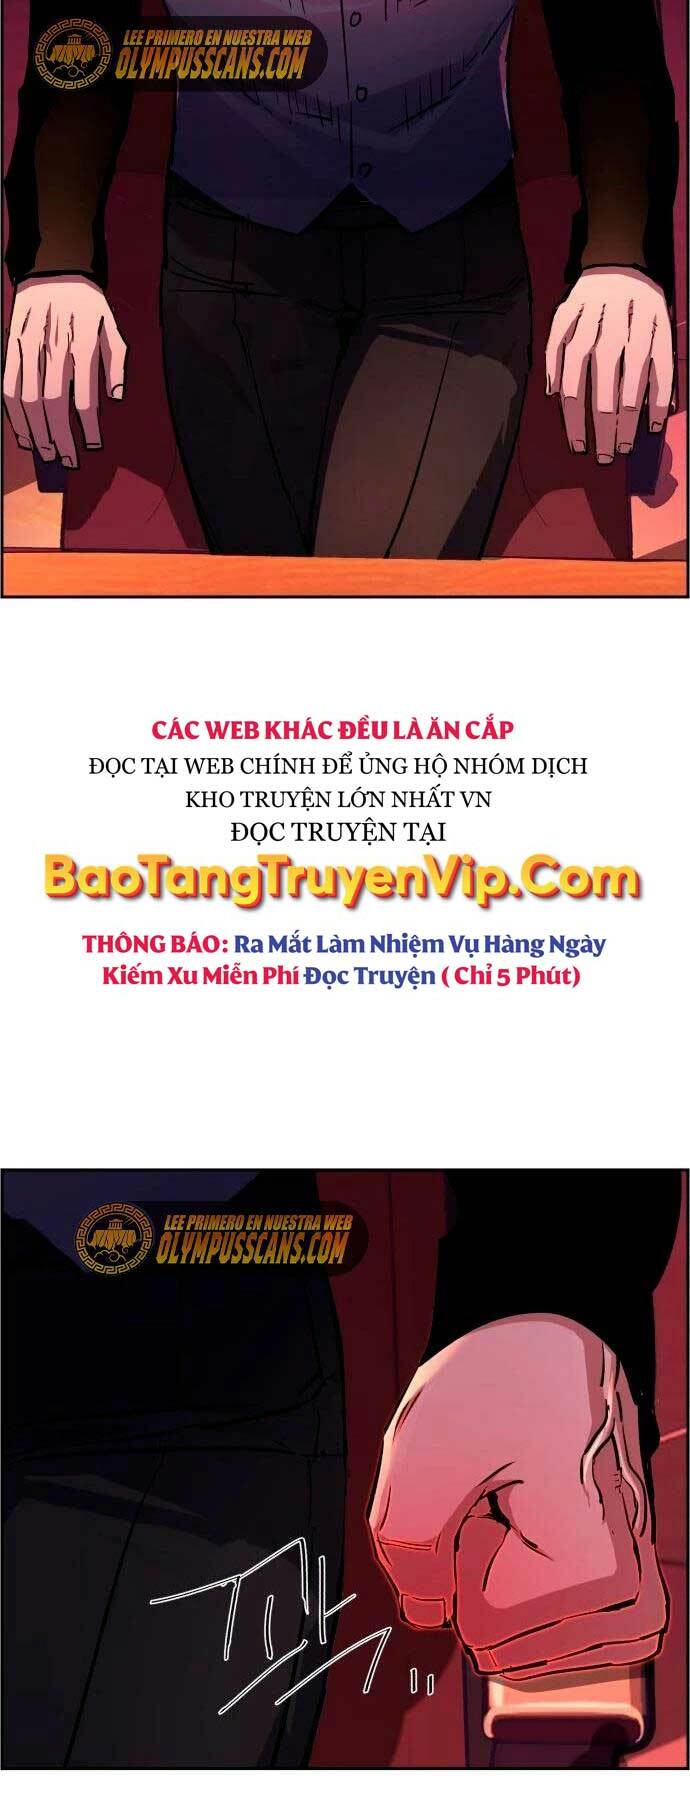 LEE PRIMERO EN NUESTRA WEB
OLYMPUSSCANS.COM
CÁC WEB KHÁC ĐỀU LÀ ĂN CẮP
ĐỌC TẠI WEB CHÍNH ĐỂ ỦNG HỘ NHÓM DỊCH
KHO TRUYỆN LỚN NHẤT VN
ĐỌC TRUYỆN TẠI
BaoTangTruyenVip.Com
THÔNG BÁO: Ra Mắt Làm Nhiệm Vụ Hàng Ngày
Kiếm Xu Miễn Phí Đọc Truyện ( Chỉ 5 Phút)
LEE PRIMERO EN NUESTRA WEB
OLYMPUSSCANS.COM
콰